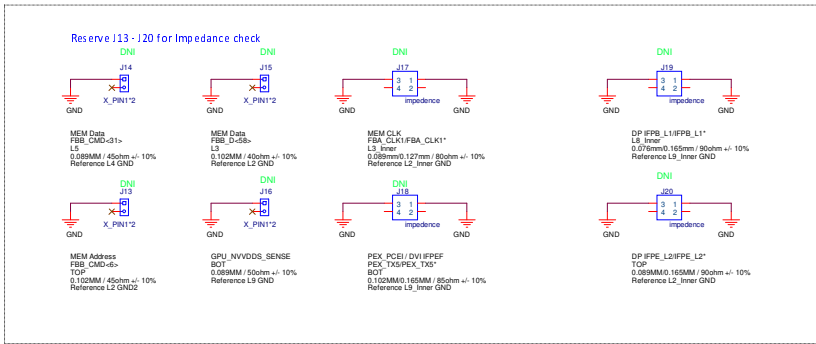 Reserve J13 - J20 for Impedance check
DNI
J14
X_PIN1*2
GND
MEM Data
FBB_CMD<31>
L5
0.089MM / 45ohm +/- 10%
Reference L4 GND
DNI
J15
X_PIN1*2
GND
MEM Data
FBB_D<58>
L3
0.102MM / 40ohm +/- 10%
Reference L2 GND
DNI
J17
3 1
4 2
impedence
GND
GND
MEM CLK
FBA_CLK1/FBA_CLK1*
L3_Inner
0.089mm/0.127mm / 80ohm +/- 10%
Reference L2_Inner GND
DNI
J19
3 1
4 2
impedence
GND
GND
DP IFPB_L1/IFPB_L1*
L8_Inner
0.076mm/0.165mm / 90ohm +/- 10%
Reference L9_Inner GND
DNI
J13
X_PIN1*2
GND
MEM Address
FBB_CMD<6>
TOP
0.102MM / 45ohm +/- 10%
Reference L2 GND2
DNI
J16
X_PIN1*2
GND
GPU_NVVDDS_SENSE
BOT
0.089MM / 50ohm +/- 10%
Reference L9 GND
DNI
J18
3 1
4 2
impedence
GND
GND
PEX_PCEI / DVI IFPEF
PEX_TX5/PEX_TX5*
BOT
0.102MM/0.165MM / 85ohm +/- 10%
Reference L9_Inner GND
DNI
J20
3 1
4 2
impedence
GND
GND
DP IFPE_L2/IFPE_L2*
TOP
0.089MM/0.165MM / 90ohm +/- 10%
Reference L2_Inner GND